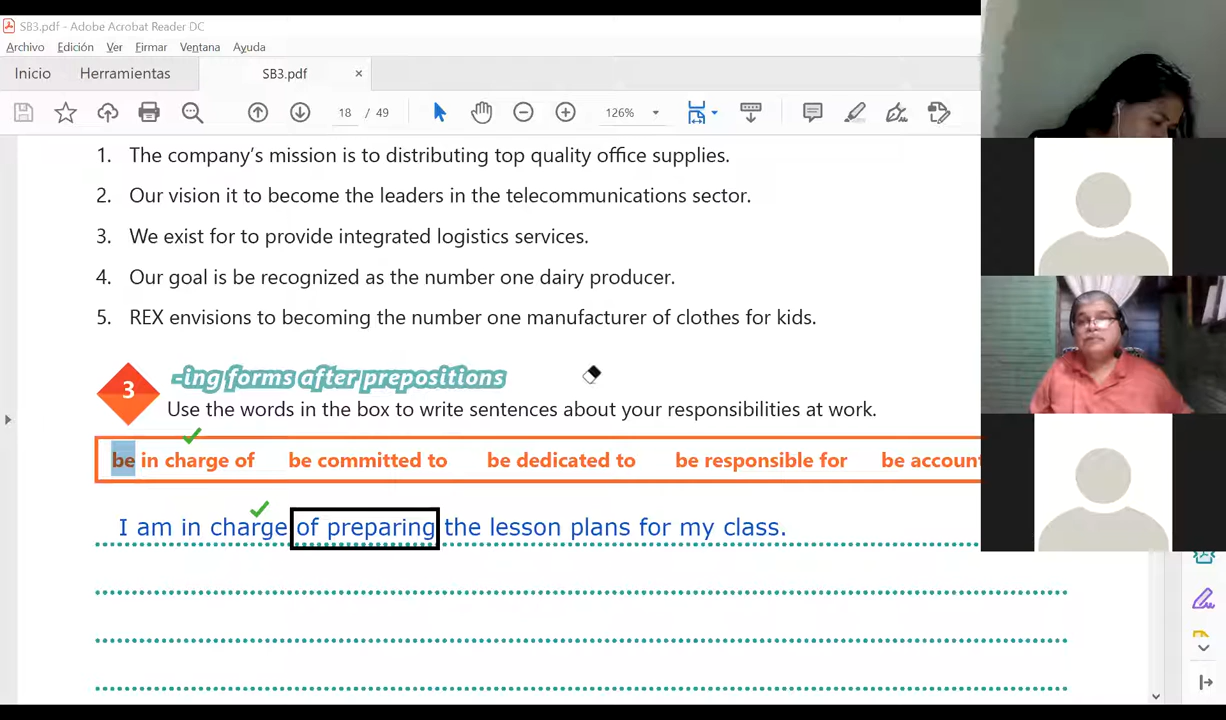 SB3.pdf - Adobe Acrobat Reader DC
Archivo Edición Ver Firmar Ventana Ayuda
Inicio Herramientas SB3.pdf ×
18 / 49 126%
1. The company's mission is to distributing top quality office supplies.
2. Our vision it to become the leaders in the telecommunications sector.
3. We exist for to provide integrated logistics services.
4. Our goal is be recognized as the number one dairy producer.
5. REX envisions to becoming the number one manufacturer of clothes for kids.
3 -ing forms after prepositions
Use the words in the box to write sentences about your responsibilities at work.
be in charge of be committed to be dedicated to be responsible for be account
I am in charge of preparing the lesson plans for my class.